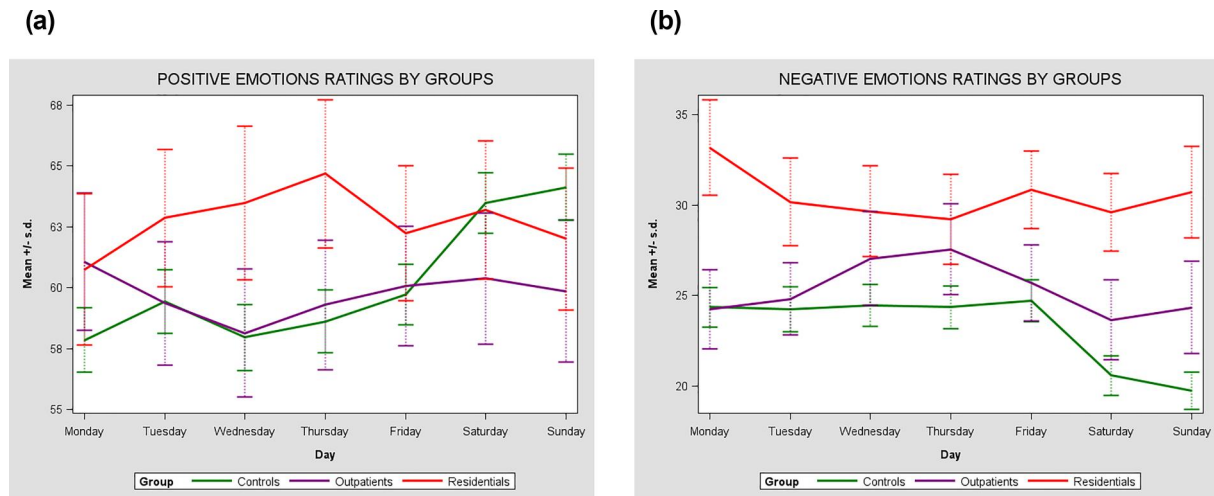 (a)
POSITIVE EMOTIONS RATINGS BY GROUPS
Mean +/- s.d.
68
65
63
60
58
55
Monday Tuesday Wednesday Thursday Friday Saturday Sunday
Day
Group Controls Outpatients Residentials
(b)
NEGATIVE EMOTIONS RATINGS BY GROUPS
Mean +/- s.d.
35
30
25
20
Monday Tuesday Wednesday Thursday Friday Saturday Sunday
Day
Group Controls Outpatients Residentials